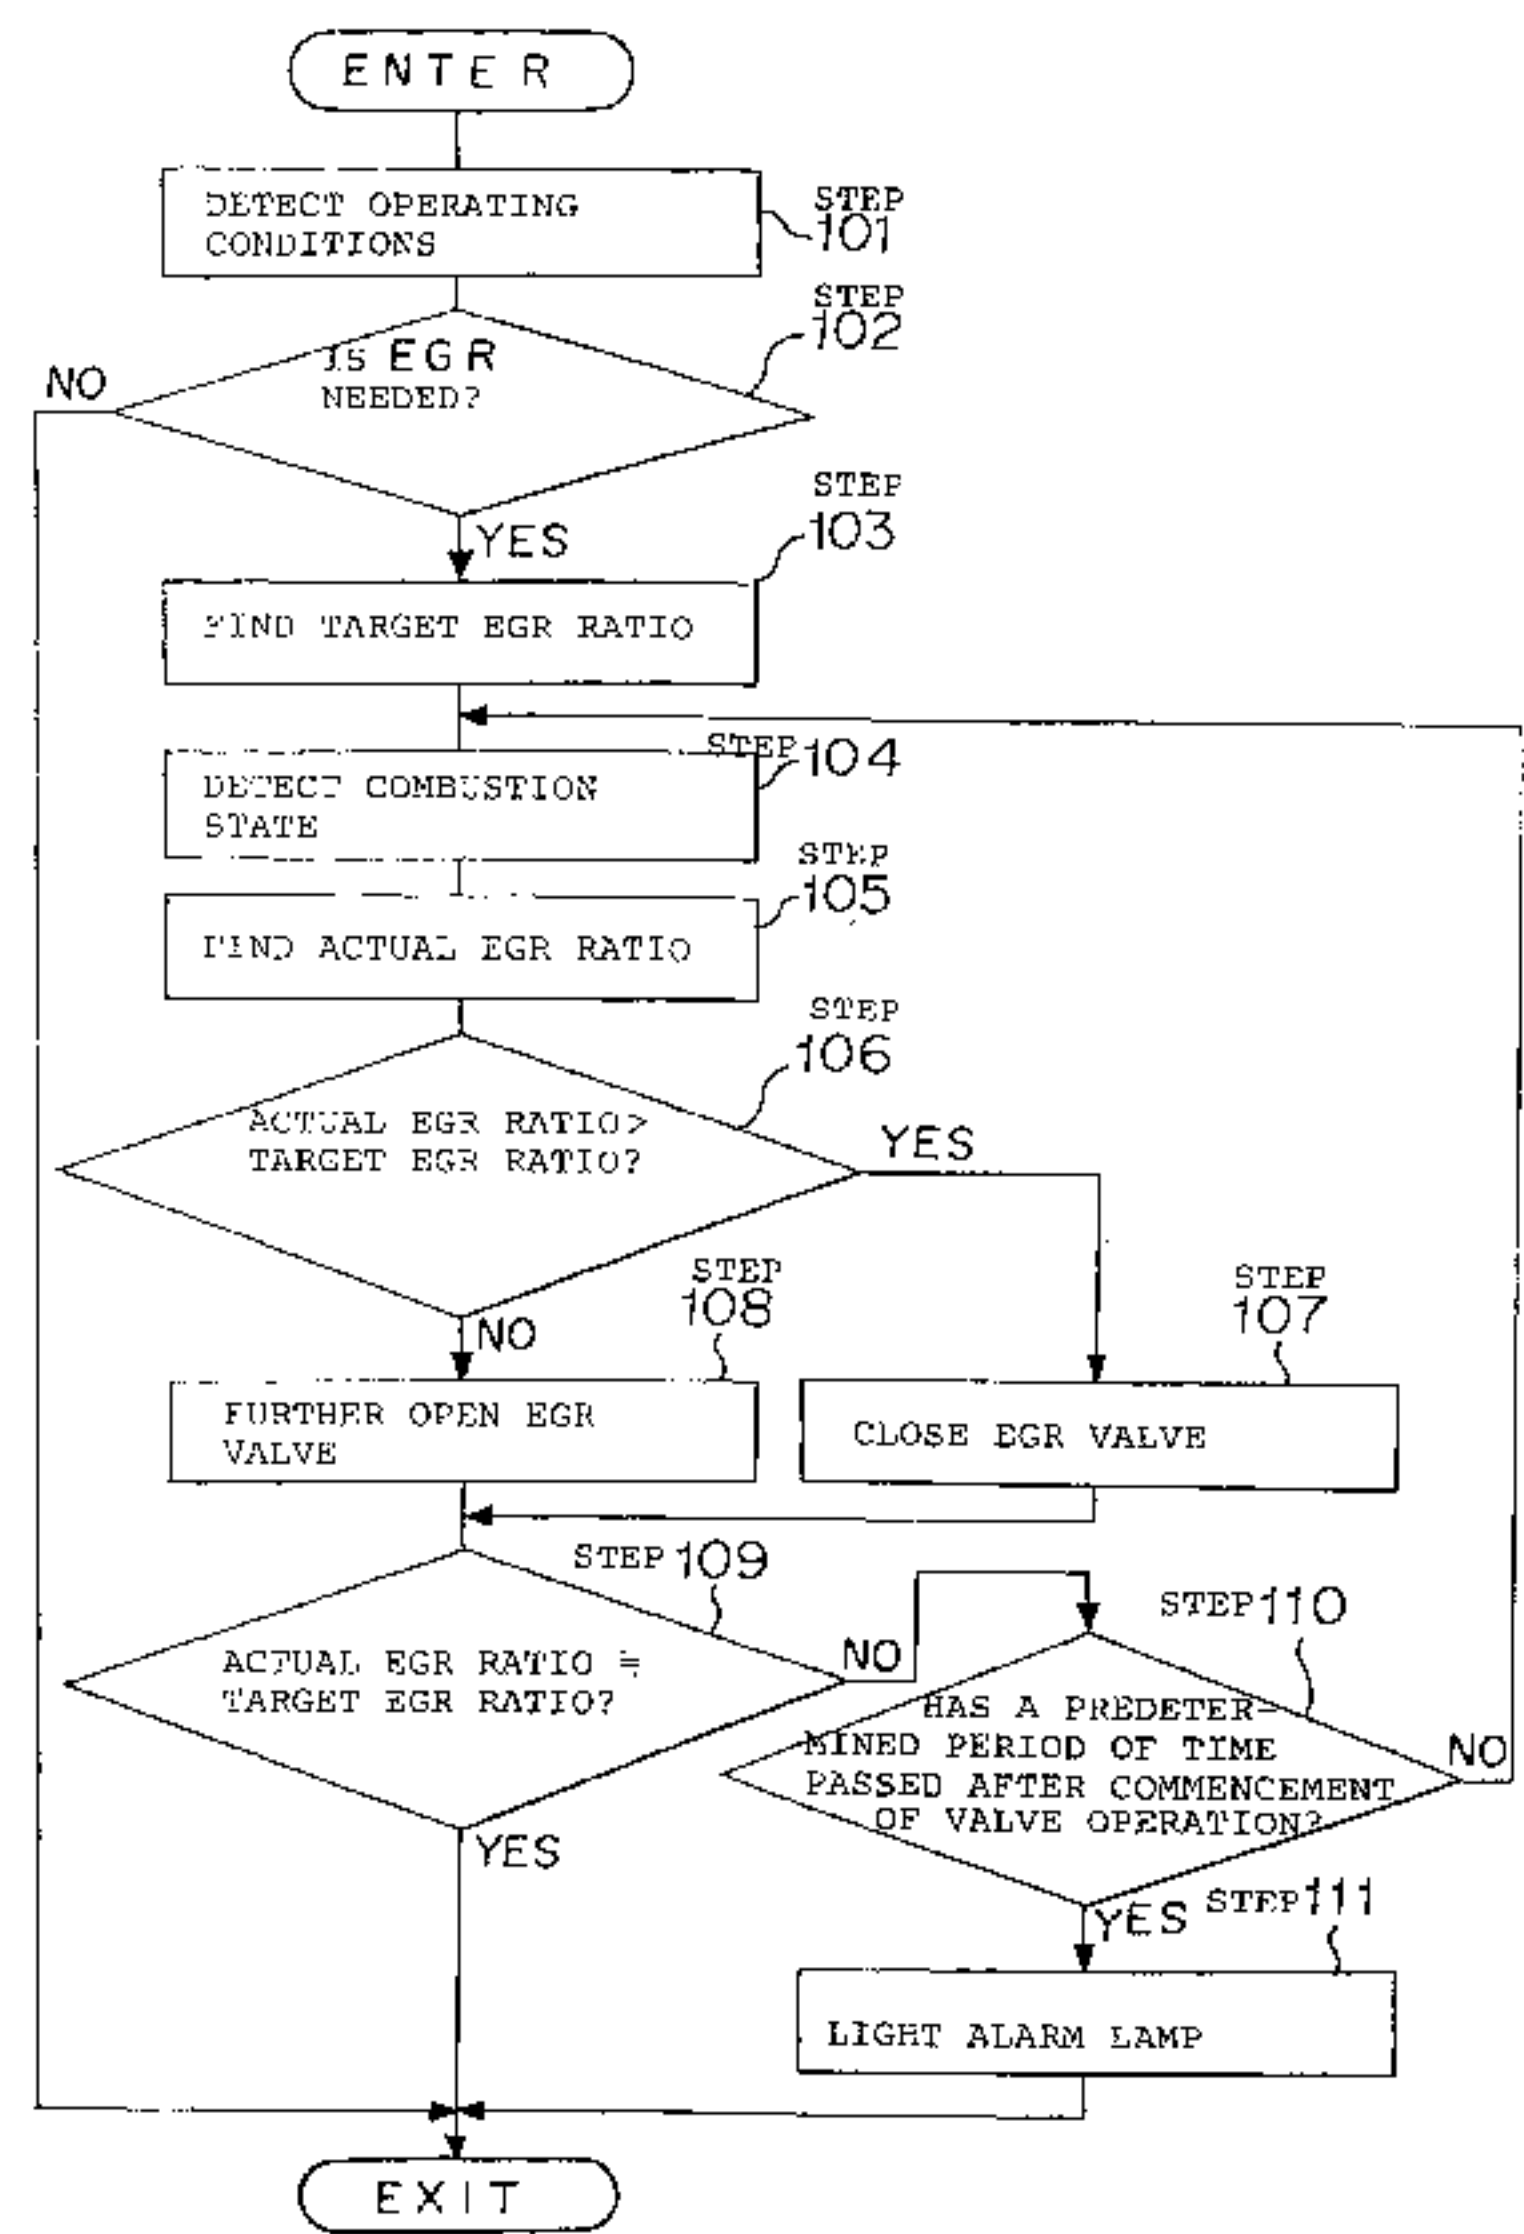 ENTER
DETECT OPERATING
CONDITIONS
STEP
101
STEP
102
IS EGR
NEEDED?
NO
YES
STEP
103
FIND TARGET EGR RATIO
STEP 104
DETECT COMBUSTION
STATE
STEP
105
FIND ACTUAL EGR RATIO
STEP
106
ACTUAL EGR RATIO>
TARGET EGR RATIO?
YES
NO
STEP
108
FURTHER OPEN EGR
VALVE
STEP
107
CLOSE EGR VALVE
STEP 109
ACTUAL EGR RATIO ≒
TARGET EGR RATIO?
NO
YES
STEP 110
HAS A PREDETER-
MINED PERIOD OF TIME
PASSED AFTER COMMENCEMENT
OF VALVE OPERATION?
NO
YES
STEP 111
LIGHT ALARM LAMP
EXIT